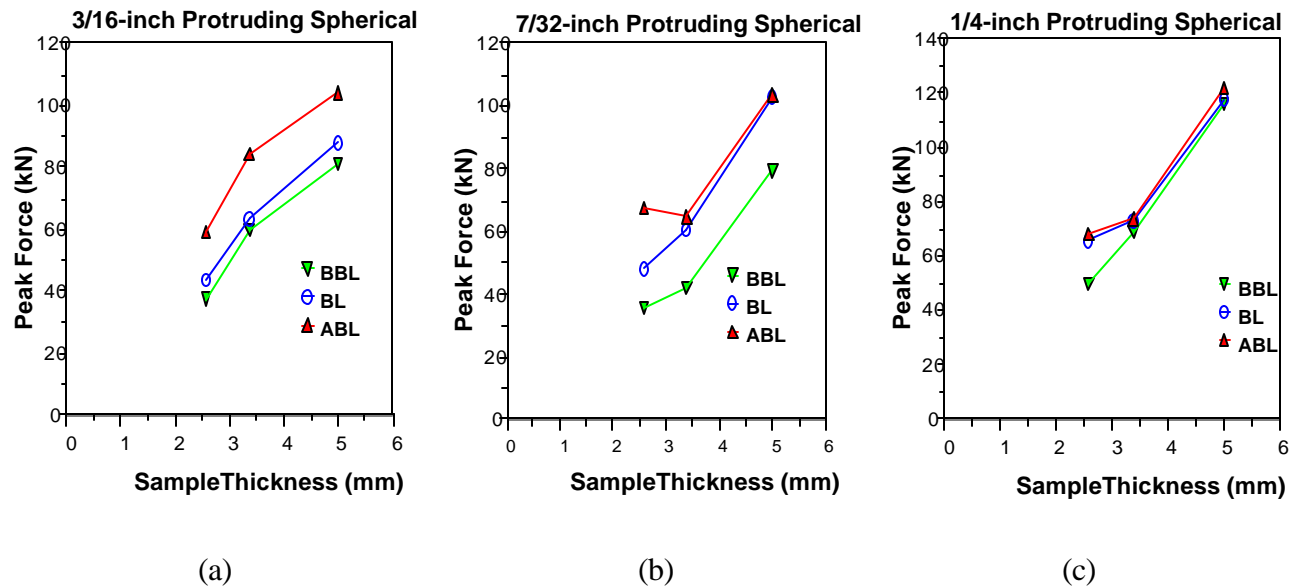 3/16-inch Protruding Spherical
120
100
80
60
40
20
0
Peak Force (kN)
BBL
BL
ABL
0 1 2 3 4 5 6
SampleThickness (mm)
(a)
7/32-inch Protruding Spherical
120
100
80
60
40
20
0
Peak Force (kN)
BBL
BL
ABL
0 1 2 3 4 5 6
SampleThickness (mm)
(b)
1/4-inch Protruding Spherical
140
120
100
80
60
40
20
0
Peak Force (kN)
BBL
BL
ABL
0 1 2 3 4 5 6
SampleThickness (mm)
(c)